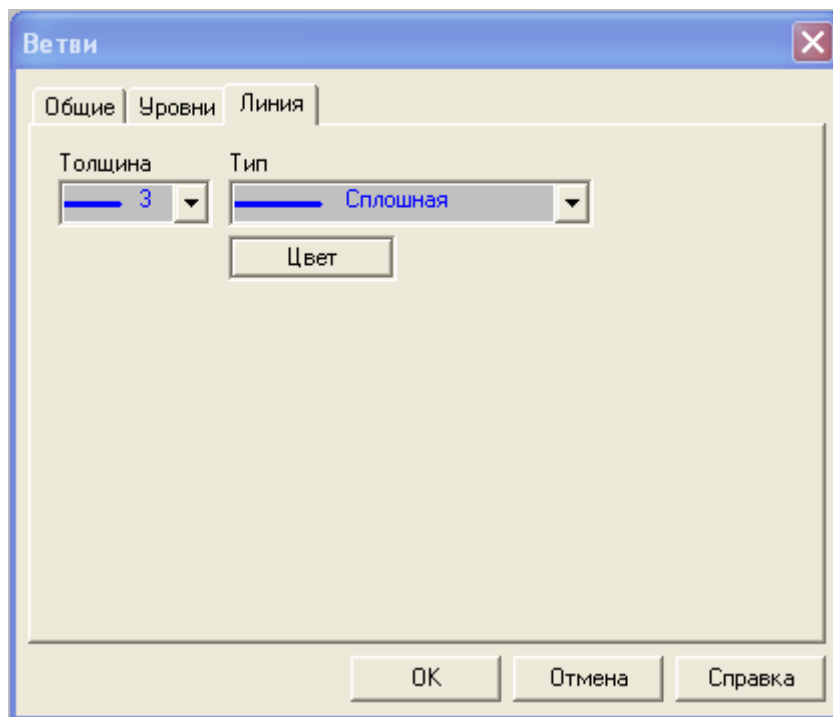 Ветви
Общие Уровни Линия
Толщина Тип
3 Сплошная
Цвет
OK Отмена Справка